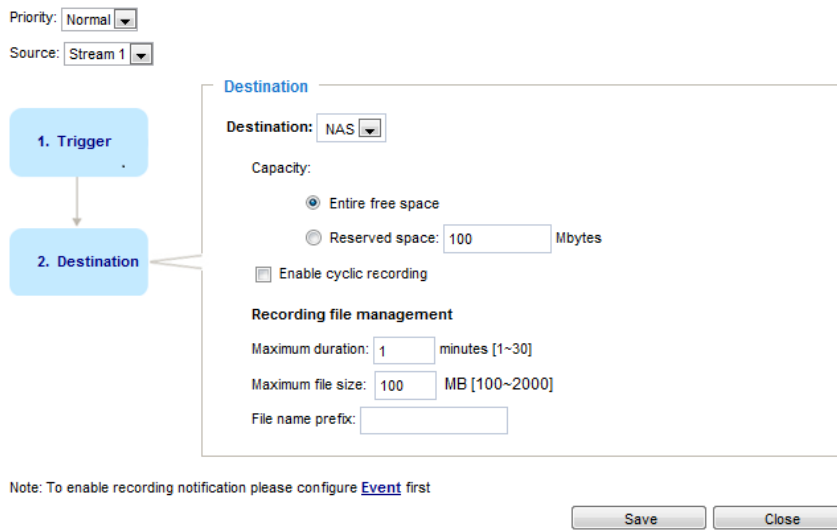 Priority: Normal
Source: Stream 1
Destination
1. Trigger
2. Destination
Destination: NAS
Capacity:
Entire free space
Reserved space: 100 Mbytes
Enable cyclic recording
Recording file management
Maximum duration: 1 minutes [1~30]
Maximum file size: 100 MB [100~2000]
File name prefix:
Note: To enable recording notification please configure Event first
Save Close